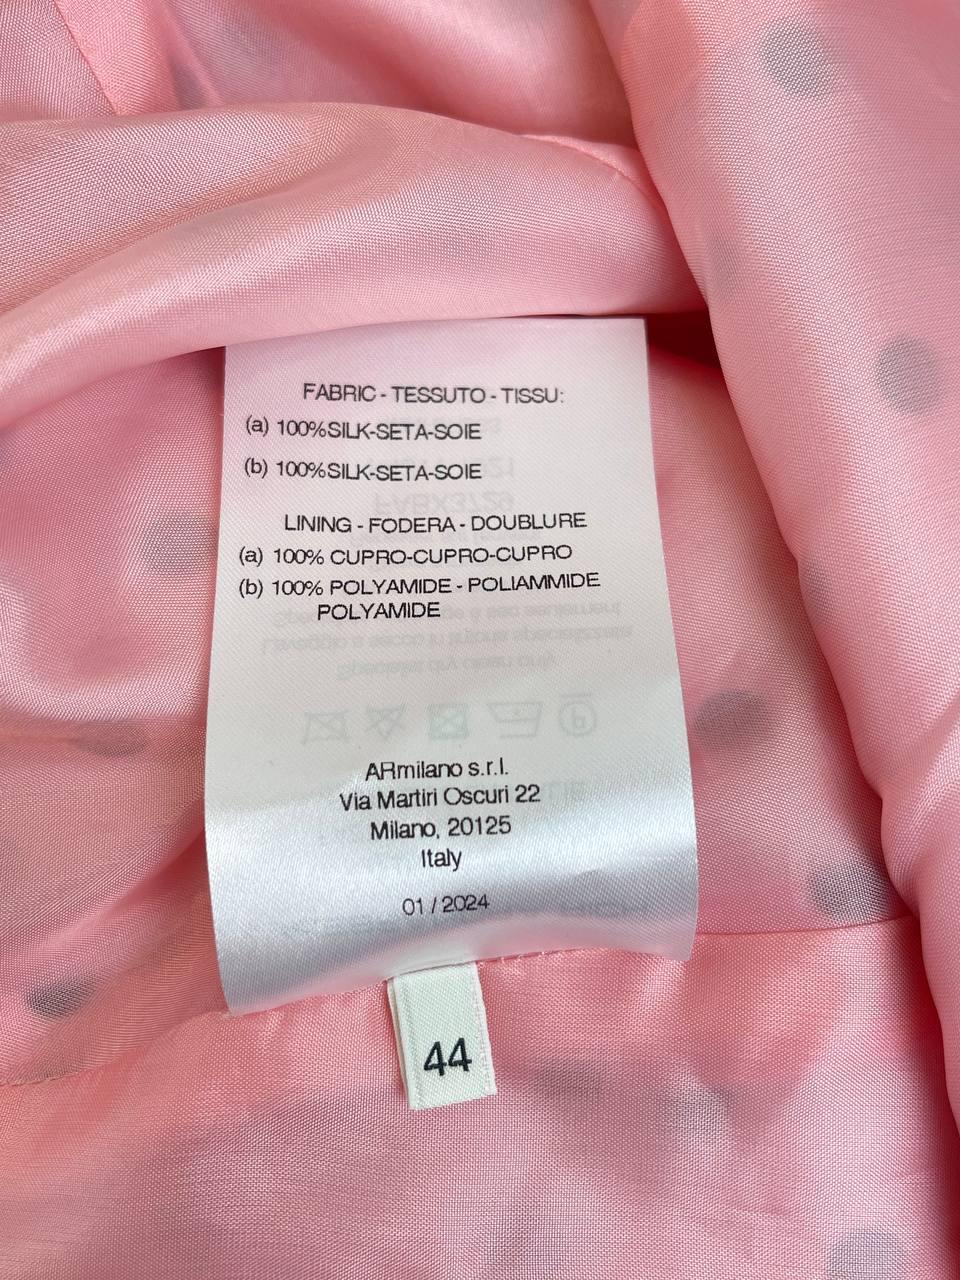 FABRIC - TESSUTO - TISSU:
(a) 100%SILK-SETA-SOIE
(b) 100%SILK-SETA-SOIE
LINING - FODERA - DOUBLURE
(a) 100% CUPRO-CUPRO-CUPRO
(b) 100% POLYAMIDE - POLIAMMIDE
POLYAMIDE
ARmilano s.r.l.
Via Martiri Oscuri 22
Milano, 20125
Italy
01 / 2024
44